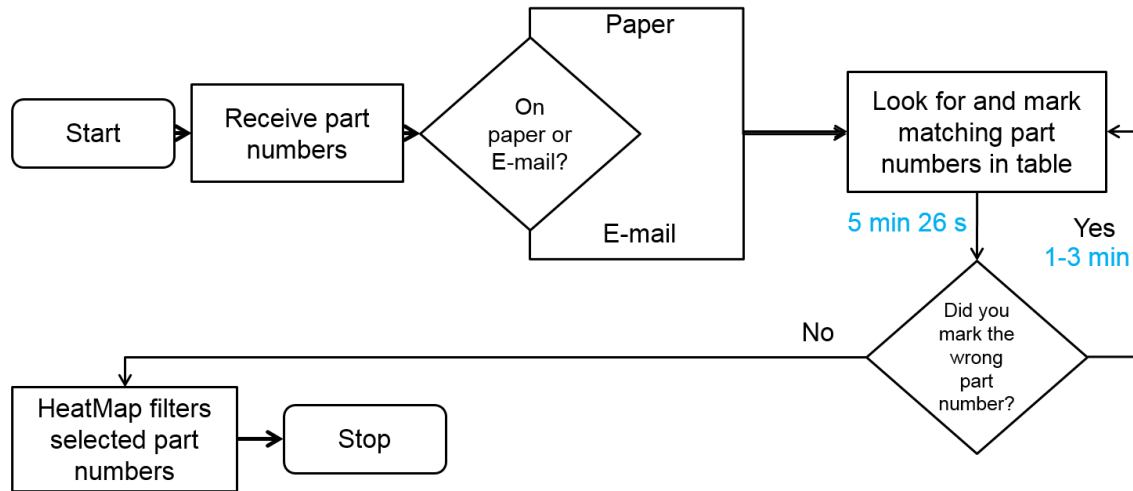 Start
Receive part
numbers
On
paper or
E-mail?
Paper
E-mail
Look for and mark
matching part
numbers in table
5 min 26 s
Yes
1-3 min
Did you
mark the
wrong
part
number?
No
HeatMap filters
selected part
numbers
Stop